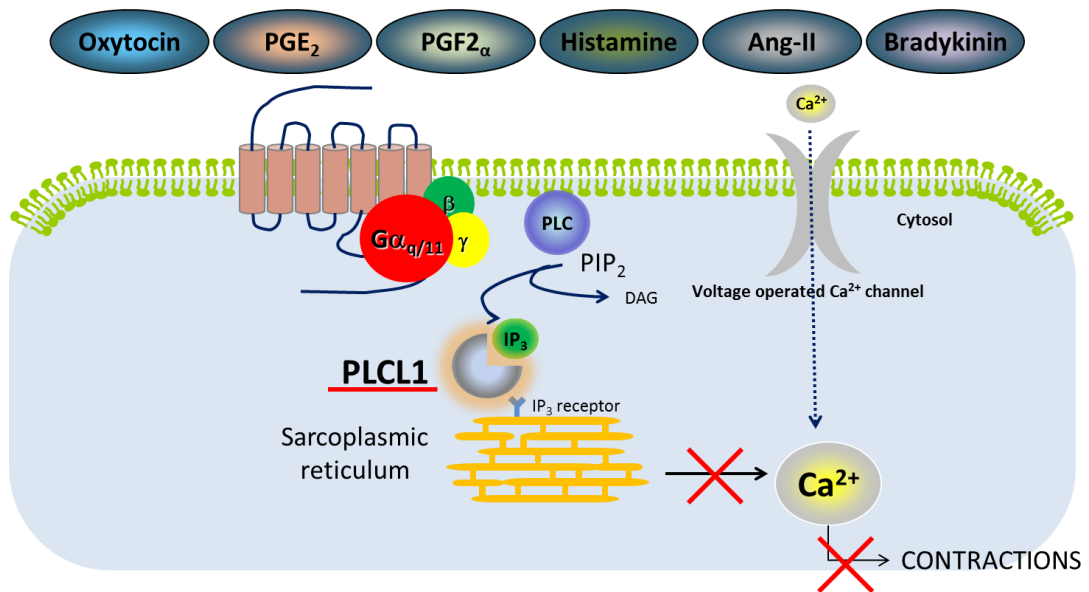 Oxytocin
PGE₂
PGF2α
Histamine
Ang-II
Bradykinin
Ca²⁺
β
Gαq/11
γ
PLC
Cytosol
PIP₂
DAG
Voltage operated Ca²⁺ channel
IP₃
PLCL1
IP₃ receptor
Sarcoplasmic
reticulum
Ca²⁺
CONTRACTIONS